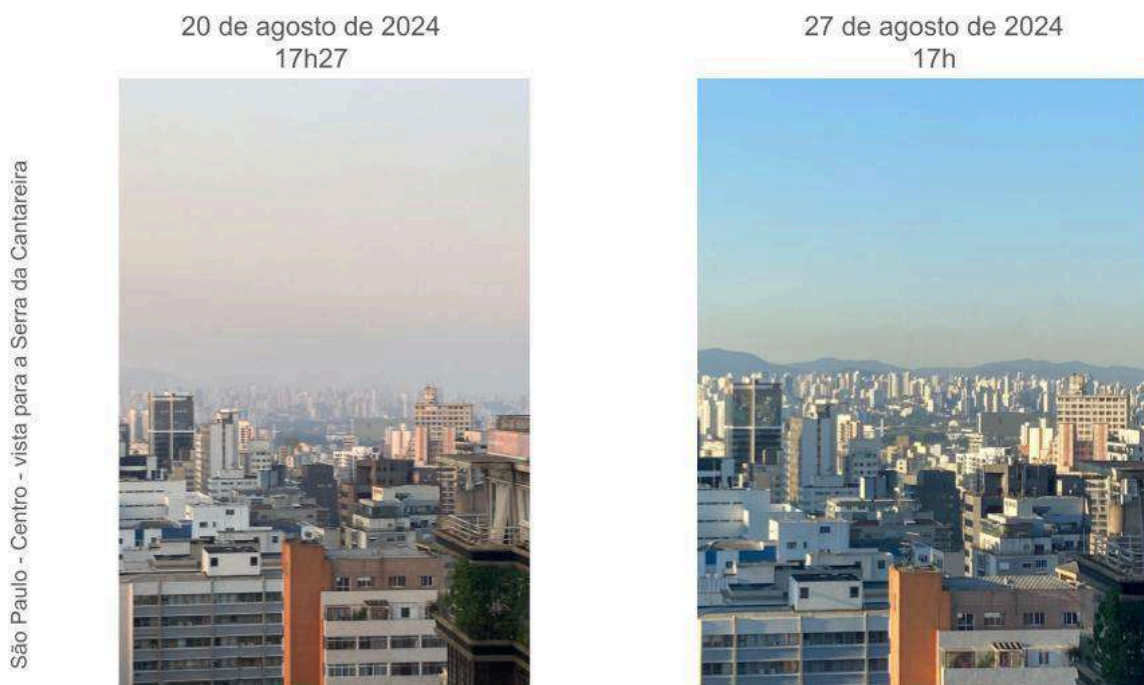 20 de agosto de 2024
17h27
27 de agosto de 2024
17h
São Paulo - Centro - vista para a Serra da Cantareira